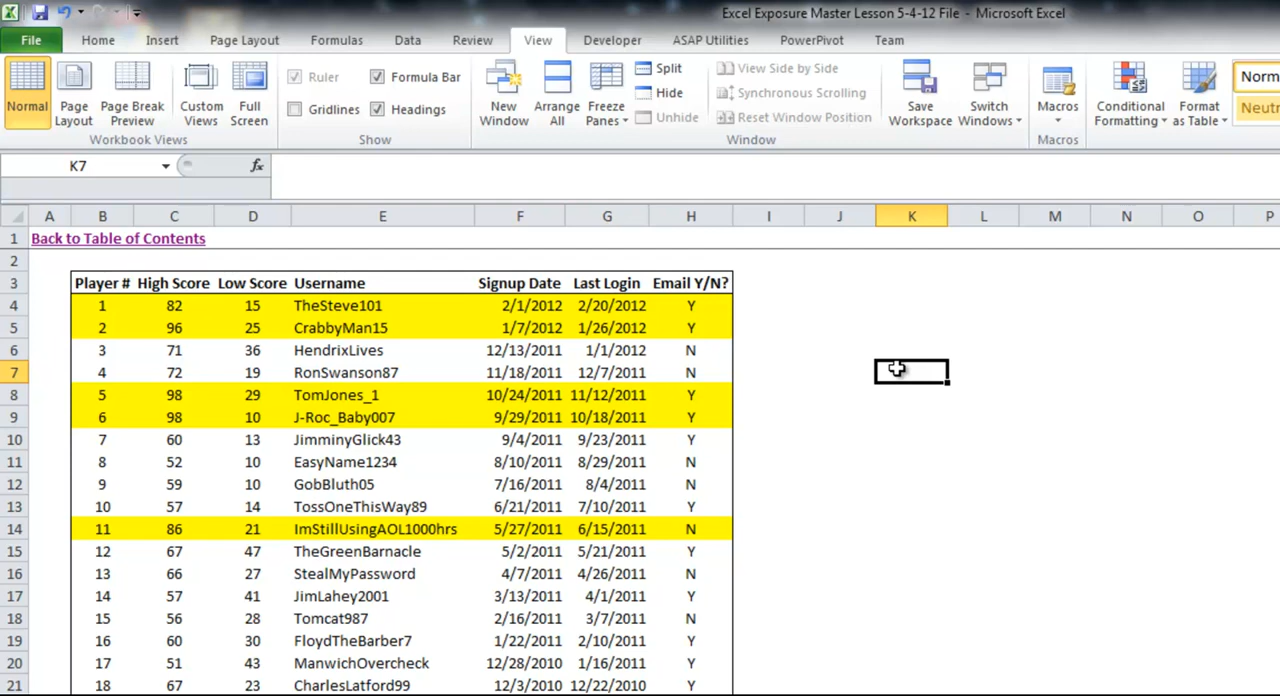 Excel Exposure Master Lesson 5-4-12 File - Microsoft Excel
File Home Insert Page Layout Formulas Data Review View Developer ASAP Utilities PowerPivot Team
Normal Page Layout Page Break Preview Custom Views Full Screen
Ruler Formula Bar
Gridlines Headings
New Window Arrange All Freeze Panes
Split
Hide
Unhide
View Side by Side
Synchronous Scrolling
Reset Window Position
Save Workspace Switch Windows Macros Conditional Formatting Format as Table
Norm
Neutr
Workbook Views Show Window Macros
K7 fx
A B C D E F G H I J K L M N O P
1 Back to Table of Contents
2
3 Player # High Score Low Score Username Signup Date Last Login Email Y/N?
4 1 82 15 TheSteve101 2/1/2012 2/20/2012 Y
5 2 96 25 CrabbyMan15 1/7/2012 1/26/2012 Y
6 3 71 36 HendrixLives 12/13/2011 1/1/2012 N
7 4 72 19 RonSwanson87 11/18/2011 12/7/2011 N
8 5 98 29 TomJones_1 10/24/2011 11/12/2011 Y
9 6 98 10 J-Roc_Baby007 9/29/2011 10/18/2011 Y
10 7 60 13 JimminyGlick43 9/4/2011 9/23/2011 Y
11 8 52 10 EasyName1234 8/10/2011 8/29/2011 N
12 9 59 10 GobBluth05 7/16/2011 8/4/2011 N
13 10 57 14 TossOneThisWay89 6/21/2011 7/10/2011 Y
14 11 86 21 ImStillUsingAOL1000hrs 5/27/2011 6/15/2011 N
15 12 67 47 TheGreenBarnacle 5/2/2011 5/21/2011 Y
16 13 66 27 StealMyPassword 4/7/2011 4/26/2011 N
17 14 57 41 JimLahey2001 3/13/2011 4/1/2011 Y
18 15 56 28 Tomcat987 2/16/2011 3/7/2011 N
19 16 60 30 FloydTheBarber7 1/22/2011 2/10/2011 Y
20 17 51 43 ManwichOvercheck 12/28/2010 1/16/2011 Y
21 18 67 23 CharlesLatford99 12/3/2010 12/22/2010 Y